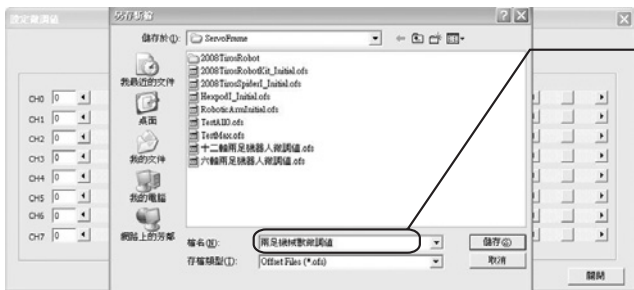 設定微調值
另存新檔
儲存於(I): ServoFrame
我最近的文件
桌面
我的文件
我的電腦
網路上的芳鄰
2008TirosRobot
2008TirosRobotKit_Initial.ofs
2008TirosSpiderI_Initial.ofs
HexpodI_Initial.ofs
RoboticArmInitial.ofs
TestAII0.ofs
TestMax.ofs
十二軸兩足機器人微調值.ofs
六軸兩足機器人微調值.ofs
CH0 0
CH1 0
CH2 0
CH3 0
CH4 0
CH5 0
CH6 0
CH7 0
檔名(N): 兩足機械獸微調值 儲存(S)
存檔類型(T): Offset Files (*.ofs) 取消
關閉